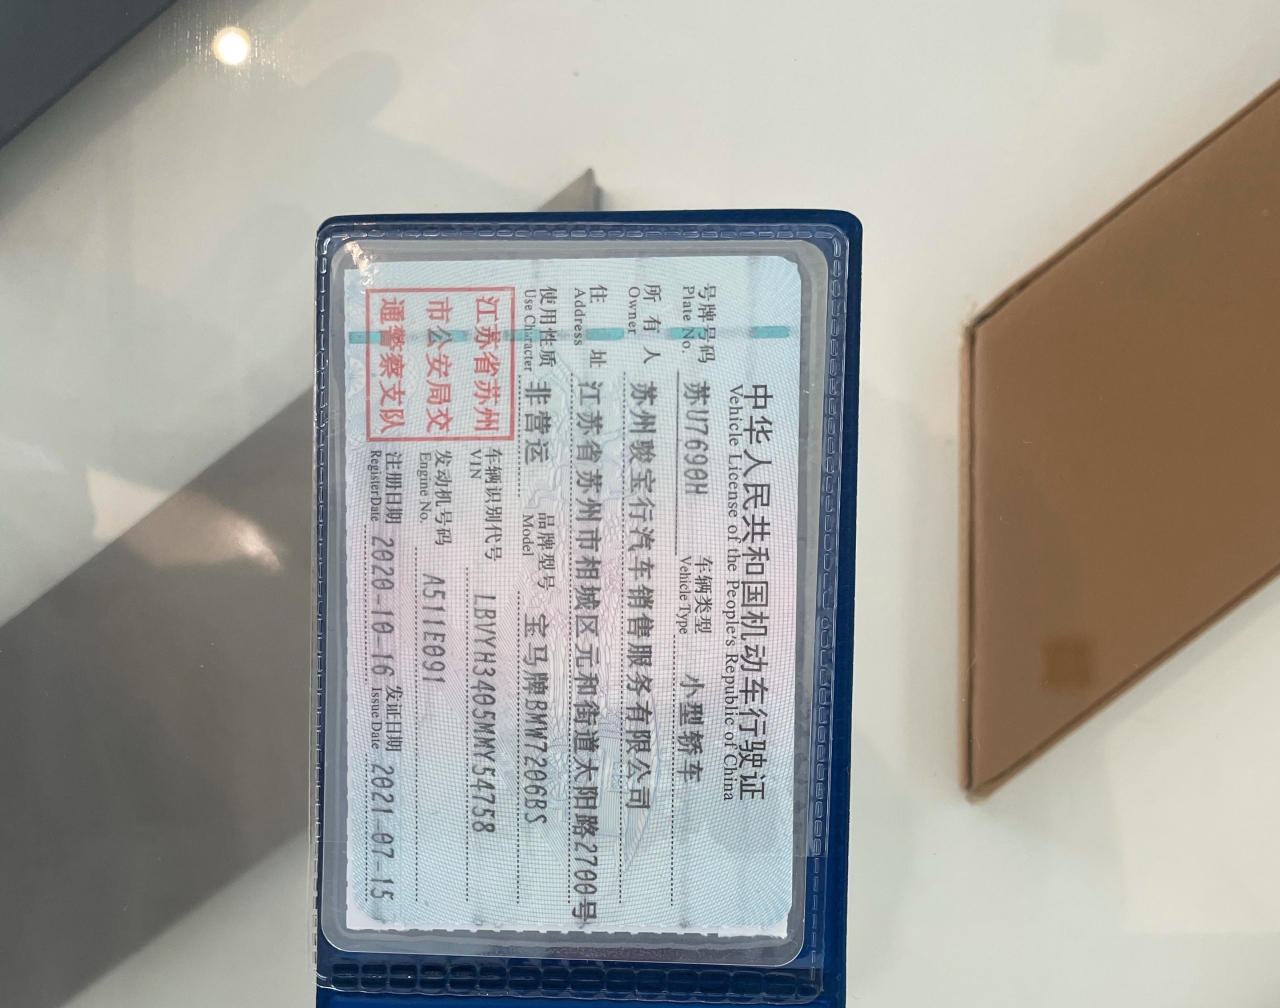 中华人民共和国机动车行驶证
Vehicle License of the People's Republic of China
号牌号码 苏U7690H 车辆类型 小型轿车
Plate No. Vehicle Type
所有人 苏州骏宝行汽车销售服务有限公司
Owner
住址 江苏省苏州市相城区元和街道大阳路2700号
Address
使用性质 非营运 品牌型号 宝马牌BMW7206BS
Use Character Model
江苏省苏州
市公安局交
通警察支队
车辆识别代号 LBVYH3405MMY54758
VIN
发动机号码 A511E091
Engine No.
注册日期 2020-10-16 发证日期 2021-07-15
Register Date Issue Date